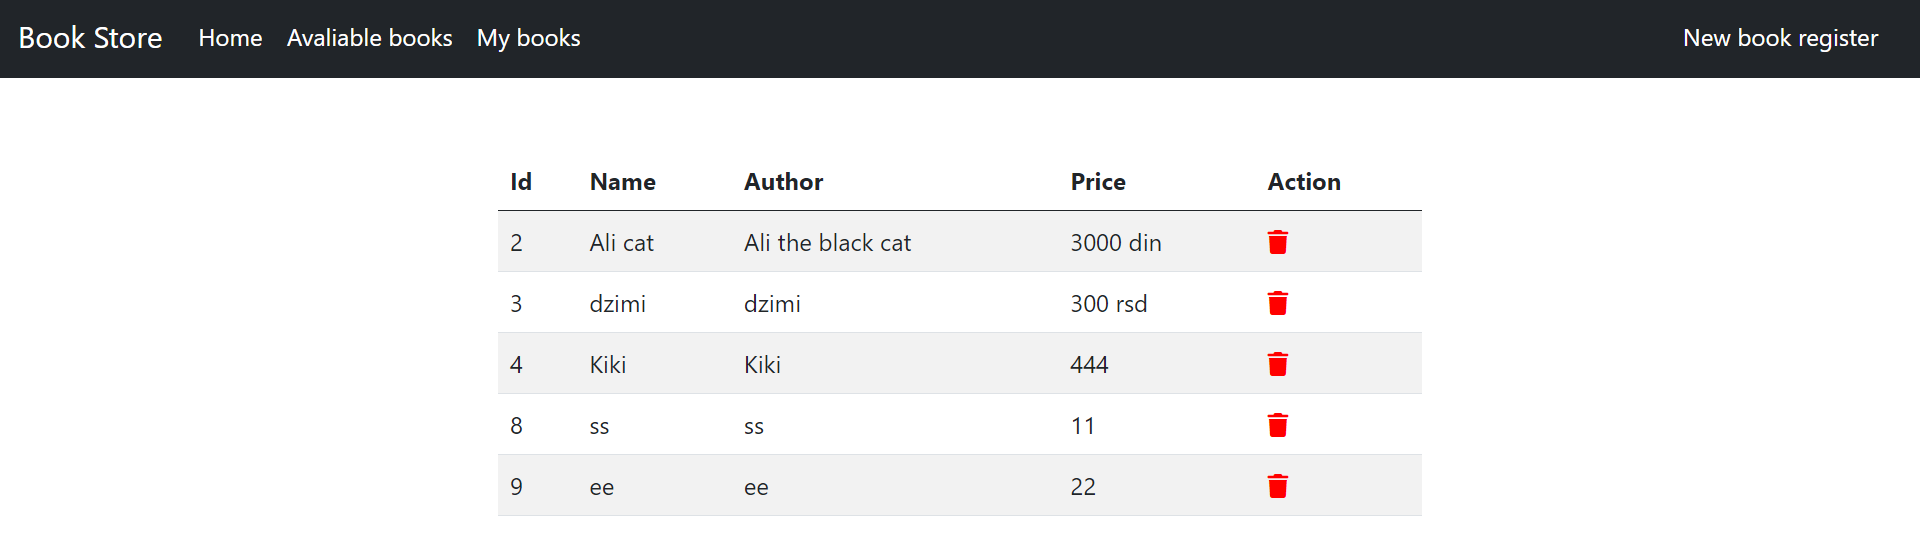 Book Store Home Avaliable books My books New book register
Id Name Author Price Action
2 Ali cat Ali the black cat 3000 din
3 dzimi dzimi 300 rsd
4 Kiki Kiki 444
8 ss ss 11
9 ee ee 22